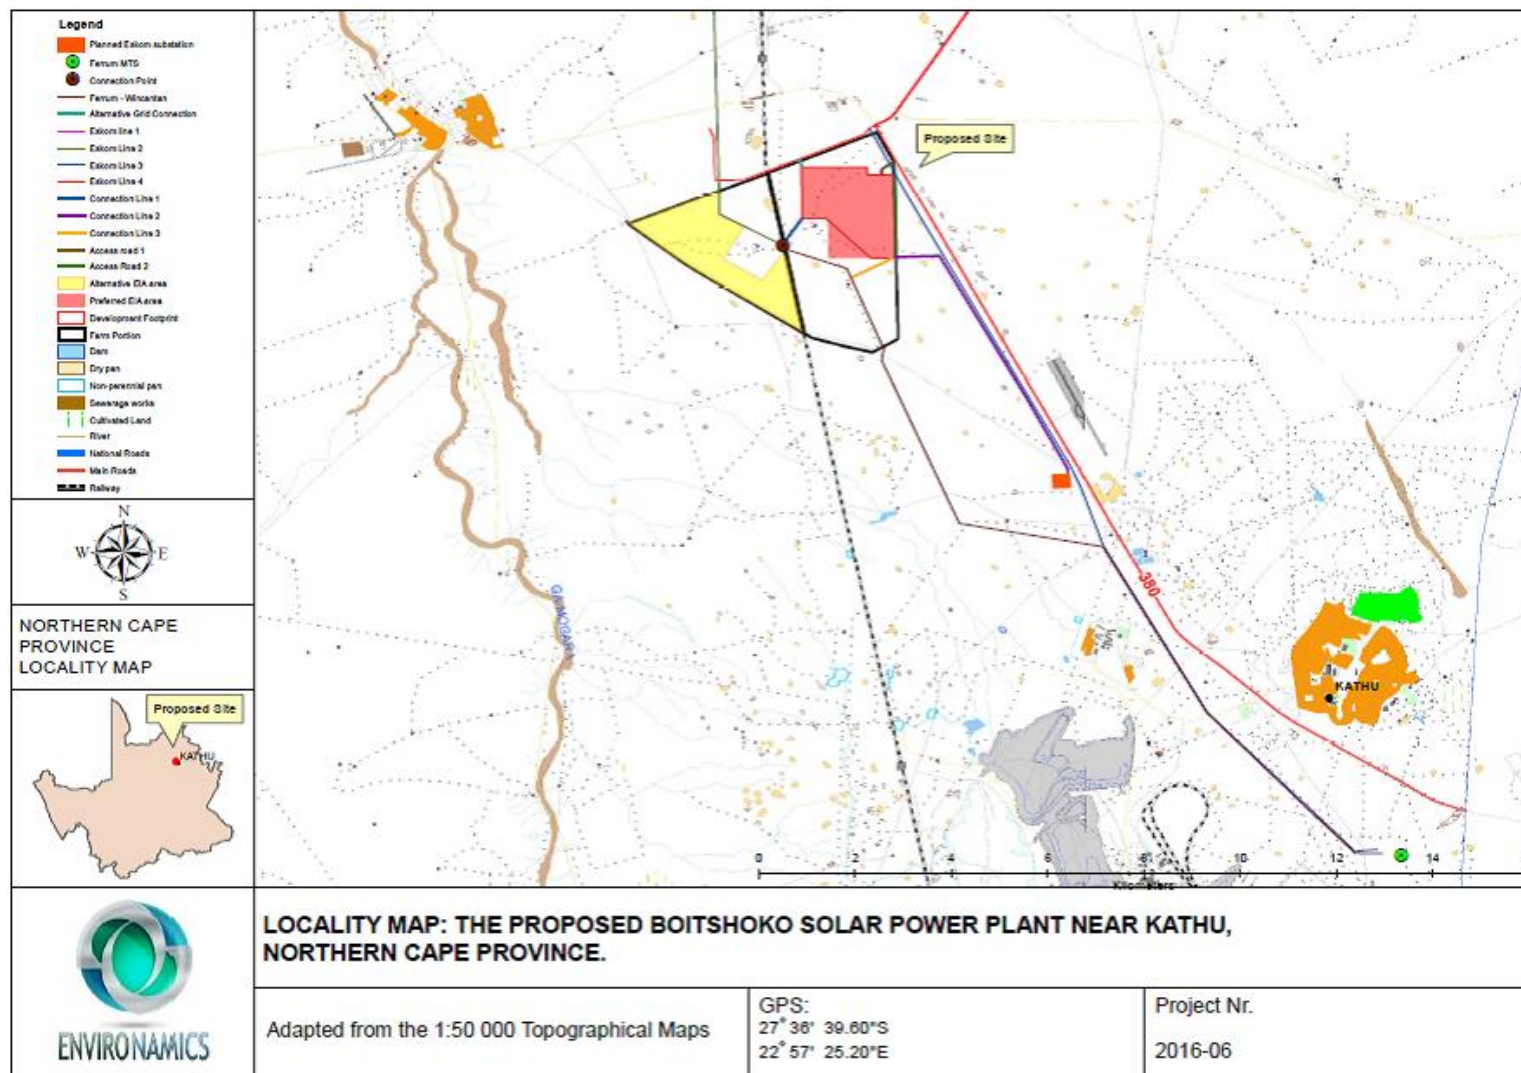 Legend
Planned Eskom substation
Ferrum MTS
Connection Point
Ferrum - Wincanton
Alternative Grid Connection
Eskom line 1
Eskom Line 2
Eskom Line 3
Eskom Line 4
Connection Line 1
Connection Line 2
Connection Line 3
Access road 1
Access Road 2
Alternative EIA area
Preferred EIA area
Development Footprint
Farm Portion
Dam
Dry pan
Non-perennial pan
Sewerage works
Cultivated Land
River
National Roads
Main Roads
Railway
N
W E
S
NORTHERN CAPE
PROVINCE
LOCALITY MAP
Proposed Site
KATHU
Proposed Site
380
GAMOGARA
KATHU
0 2 4 6 8 10 12 14
Kilometers
ENVIRONAMICS
LOCALITY MAP: THE PROPOSED BOITSHOKO SOLAR POWER PLANT NEAR KATHU,
NORTHERN CAPE PROVINCE.
Adapted from the 1:50 000 Topographical Maps
GPS:
27° 36' 39.60"S
22° 57' 25.20"E
Project Nr.
2016-06